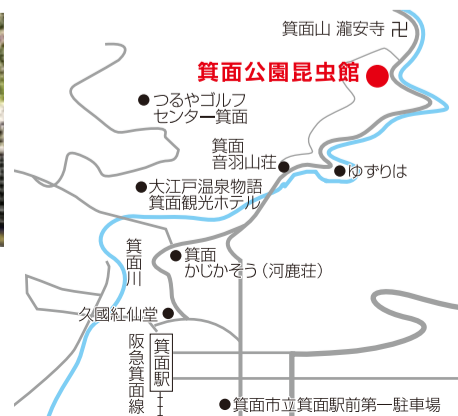 箕面山 瀧安寺 卍
箕面公園昆虫館
つるやゴルフ
センター箕面
箕面
音羽山荘
ゆずりは
大江戸温泉物語
箕面観光ホテル
箕面川
箕面
かじかそう（河鹿荘）
久國紅仙堂
箕面駅
阪急箕面線
箕面市立箕面駅前第一駐車場